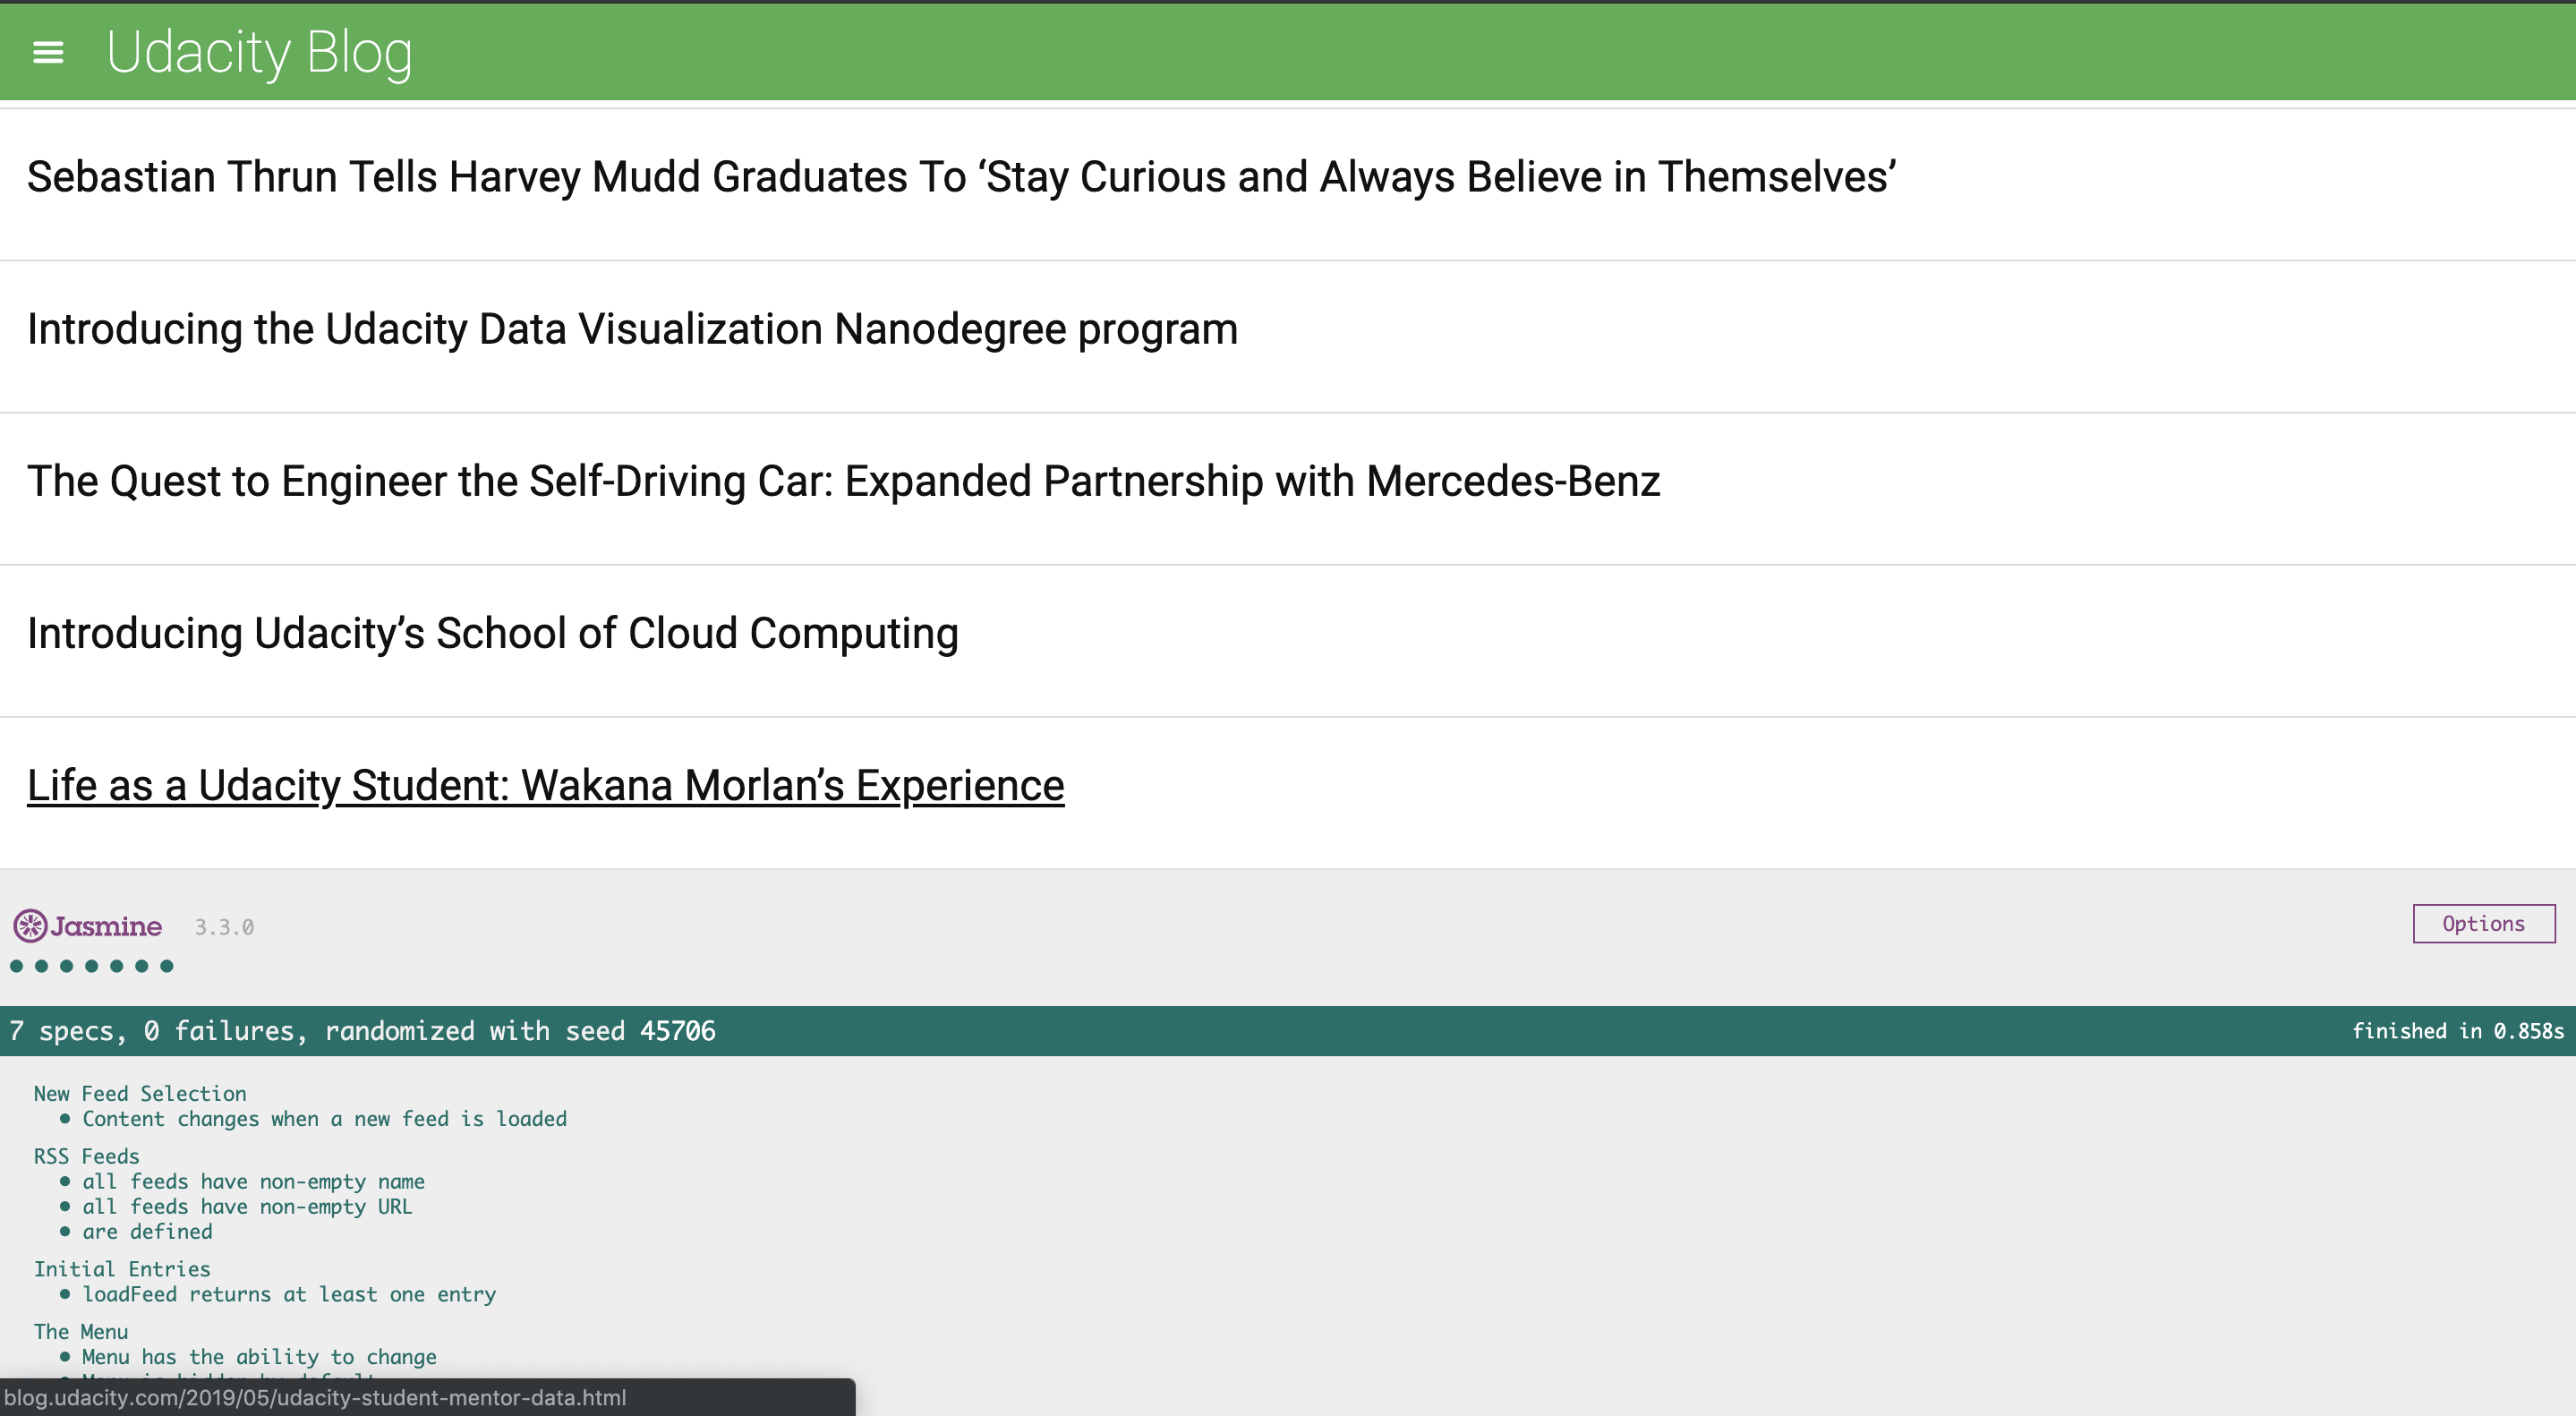 Udacity Blog
Sebastian Thrun Tells Harvey Mudd Graduates To ‘Stay Curious and Always Believe in Themselves’
Introducing the Udacity Data Visualization Nanodegree program
The Quest to Engineer the Self-Driving Car: Expanded Partnership with Mercedes-Benz
Introducing Udacity’s School of Cloud Computing
Life as a Udacity Student: Wakana Morlan’s Experience
Jasmine 3.3.0 Options
7 specs, 0 failures, randomized with seed 45706 finished in 0.858s
New Feed Selection
• Content changes when a new feed is loaded
RSS Feeds
• all feeds have non-empty name
• all feeds have non-empty URL
• are defined
Initial Entries
• loadFeed returns at least one entry
The Menu
• Menu has the ability to change
• Menu is hidden by default
blog.udacity.com/2019/05/udacity-student-mentor-data.html